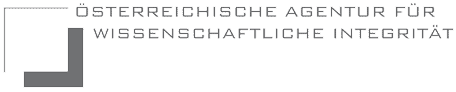 ÖSTERREICHISCHE AGENTUR FÜR
WISSENSCHAFTLICHE INTEGRITÄT